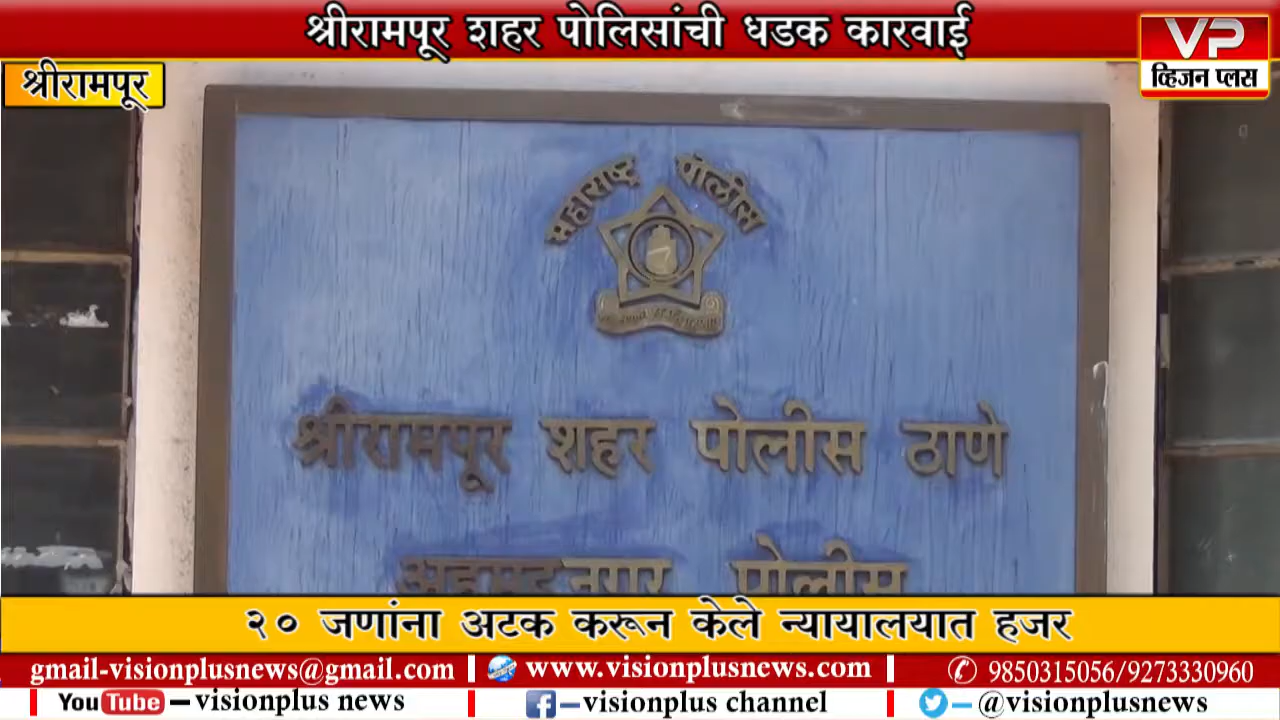 श्रीरामपूर शहर पोलिसांची धडक कारवाई
VP
व्हिजन प्लस
श्रीरामपूर
महाराष्ट्र पोलीस
श्रीरामपूर शहर पोलीस ठाणे
अहमदनगर पोलीस
२० जणांना अटक करून केले न्यायालयात हजर
gmail-visionplusnews@gmail.com www.visionplusnews.com 9850315056/9273330960
YouTube – visionplus news – visionplus channel – @visionplusnews